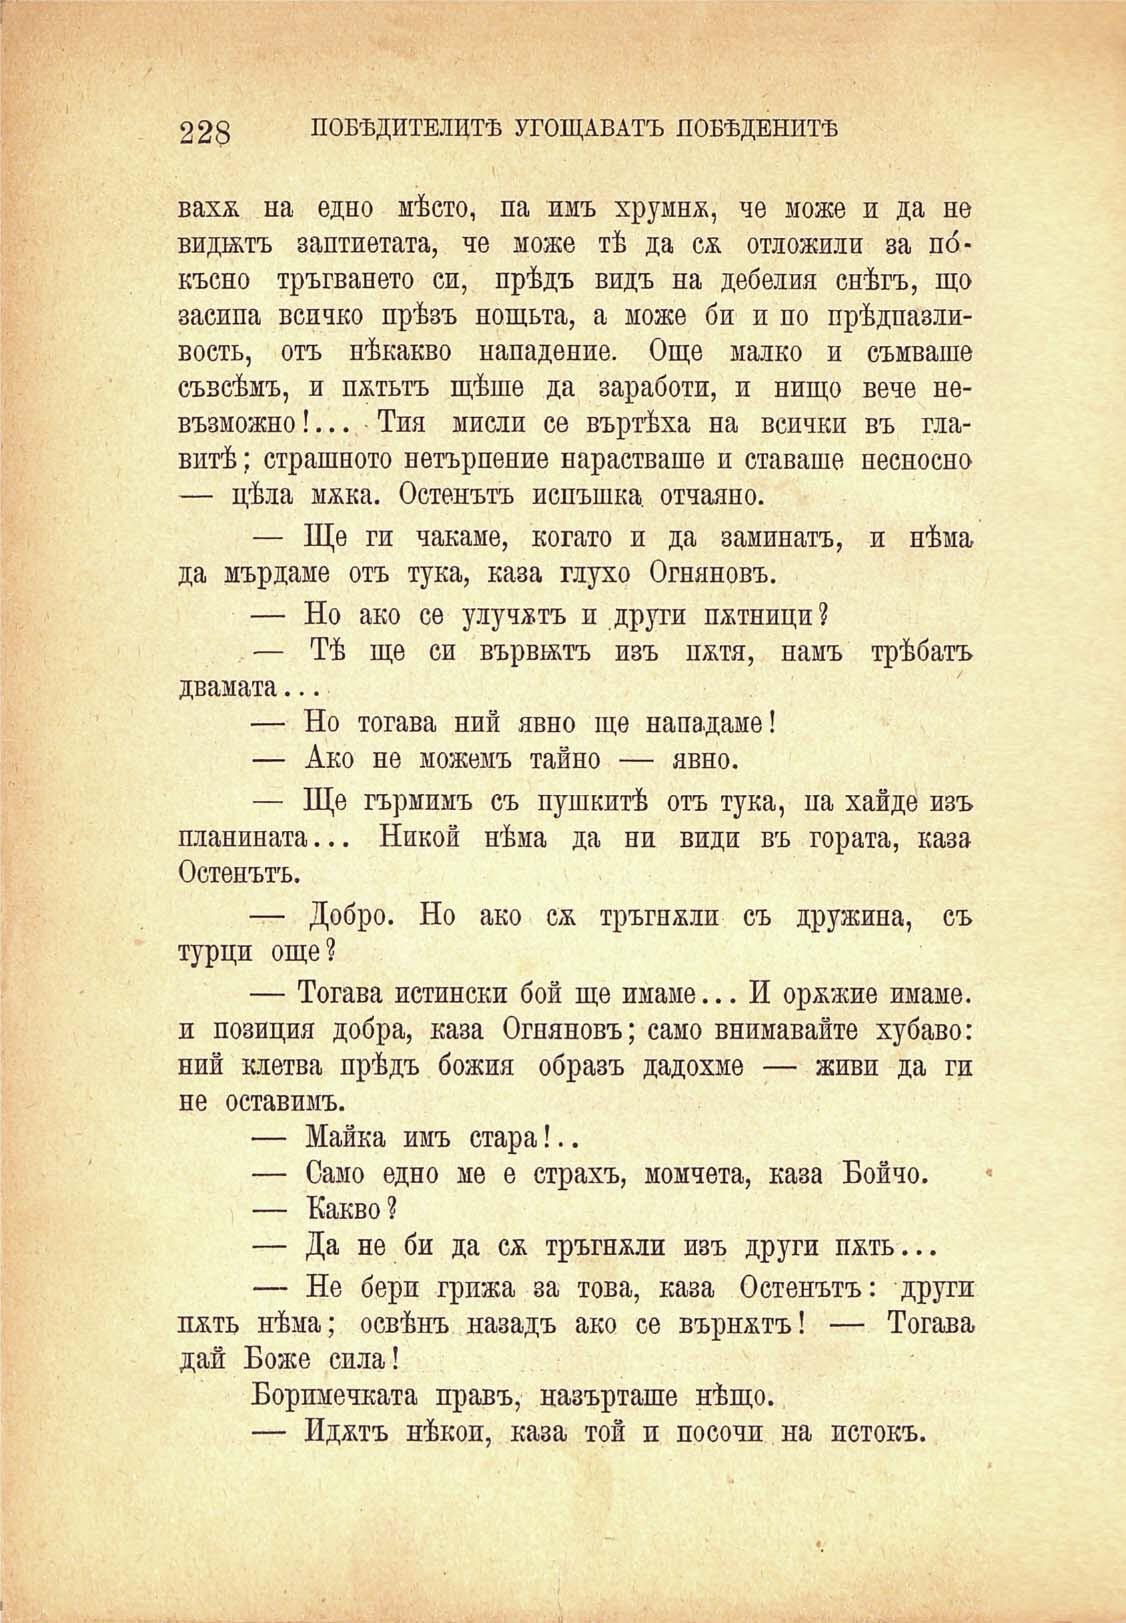 228 ПОБѢДИТЕЛИТѢ УГОЩАВАТЪ ПОБѢДЕНИТѢ
вахѫ на едно мѣсто, па имъ хрумнѫ, че може и да не
видѭтъ заптиетата, че може тѣ да сѫ отложили за по́-
късно тръгването си, прѣдъ видъ на дебелия снѣгъ, що
засипа всичко прѣзъ нощьта, а може би и по прѣдпазли-
вость, отъ нѣкакво нападение. Още малко и съмваше
съвсѣмъ, и пѫтьтъ щѣше да заработи, и нищо вече не-
възможно!... Тия мисли се въртѣха на всички въ гла-
витѣ; страшното нетърпение нарастваше и ставаше несносно
— цѣла мѫка. Остенътъ испъшка отчаяно.
— Ще ги чакаме, когато и да заминатъ, и нѣма
да мърдаме отъ тука, каза глухо Огняновъ.
— Но ако се улучѫтъ и други пѫтници?
— Тѣ ще си вървѭтъ изъ пѫтя, намъ трѣбатъ
двамата...
— Но тогава ний явно ще нападаме!
— Ако не можемъ тайно — явно.
— Ще гърмимъ съ пушкитѣ отъ тука, па хайде изъ
планината... Никой нѣма да ни види въ гората, каза
Остенътъ.
— Добро. Но ако сѫ тръгнѫли съ дружина, съ
турци още?
— Тогава истински бой ще имаме... И орѫжие имаме.
и позиция добра, каза Огняновъ; само внимавайте хубаво:
ний клетва прѣдъ божия образъ дадохме — живи да ги
не оставимъ.
— Майка имъ стара!..
— Само едно ме е страхъ, момчета, каза Бойчо.
— Какво?
— Да не би да сѫ тръгнѫли изъ други пѫть...
— Не бери грижа за това, каза Остенътъ: други
пѫть нѣма; освѣнъ назадъ ако се върнѫтъ! — Тогава
дай Боже сила!
Боримечката правъ, назърташе нѣщо.
— Идѫтъ нѣкои, каза той и посочи на истокъ.